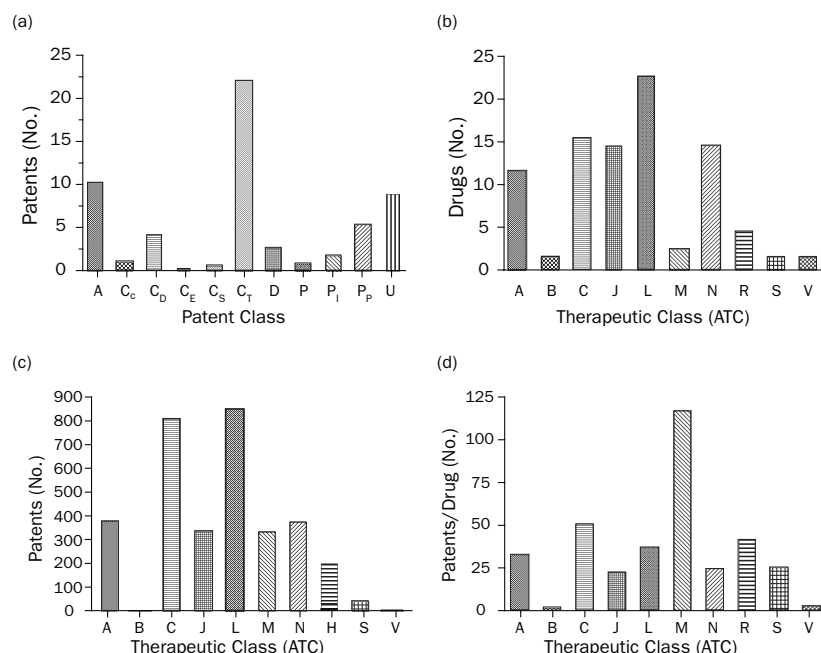 (a)
25
20
15
10
5
0
Patents (No.)
A Cc CD CE CS CT D P PI PP U
Patent Class
(b)
25
20
15
10
5
0
Drugs (No.)
A B C J L M N R S V
Therapeutic Class (ATC)
(c)
900
800
700
600
500
400
300
200
100
0
Patents (No.)
A B C J L M N H S V
Therapeutic Class (ATC)
(d)
125
100
75
50
25
0
Patents/Drug (No.)
A B C J L M N R S V
Therapeutic Class (ATC)